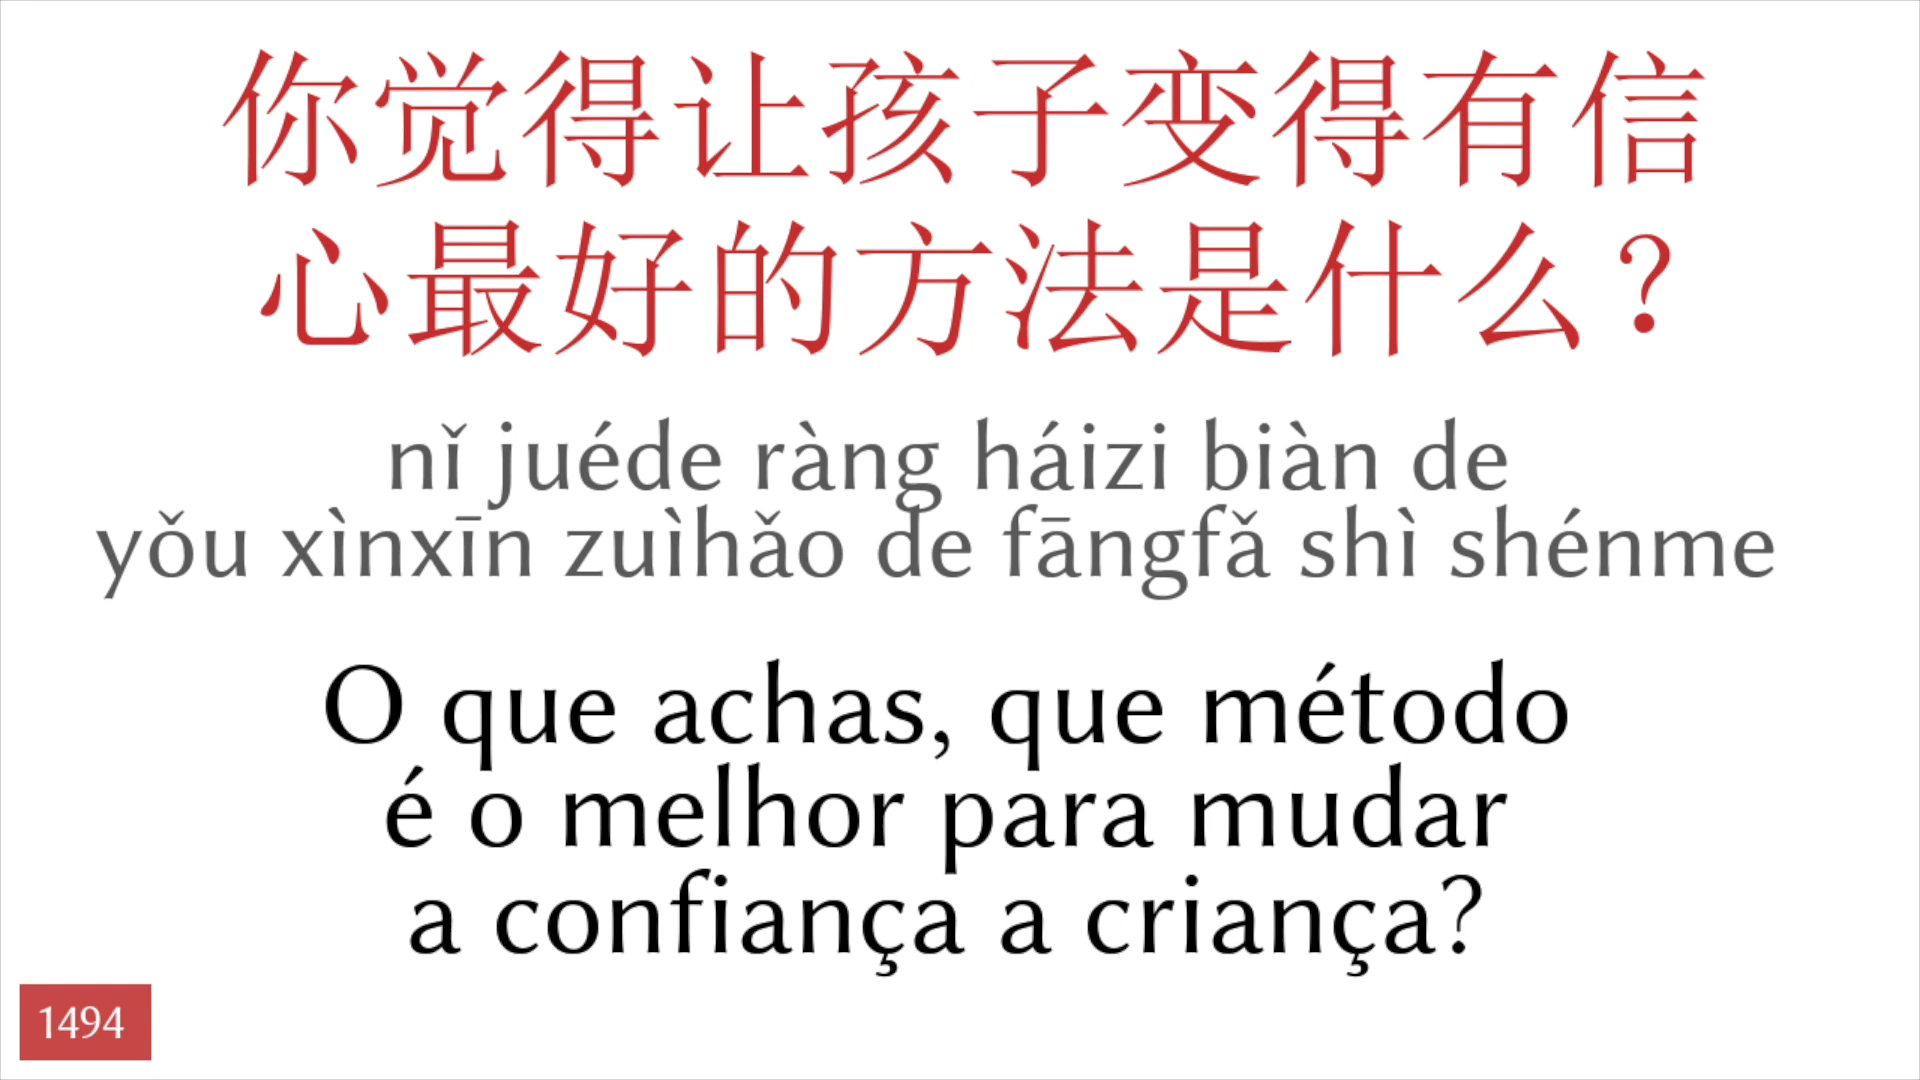 你觉得让孩子变得有信
心最好的方法是什么？
nǐ juéde ràng háizi biàn de
yǒu xìnxīn zuìhǎo de fāngfǎ shì shénme
O que achas, que método
é o melhor para mudar
a confiança a criança?
1494